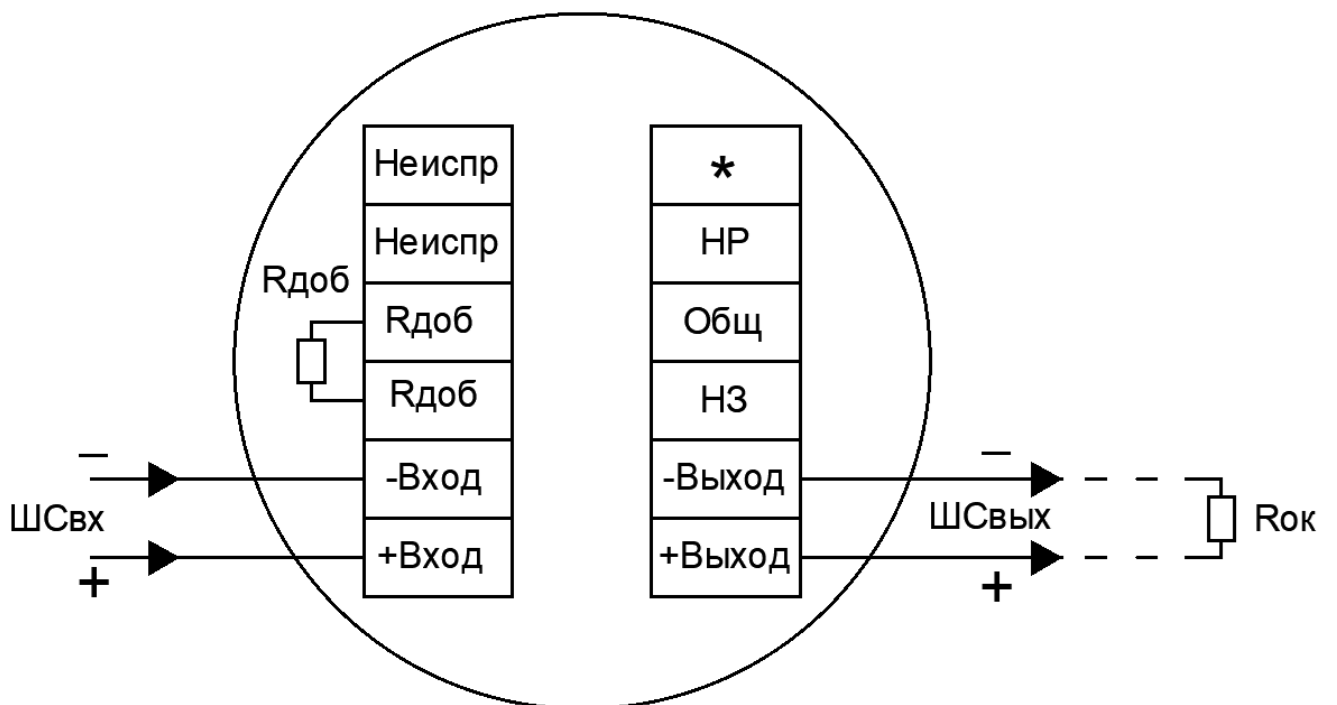 Неиспр
Неиспр
Rдоб
Rдоб
Rдоб
-Вход
+Вход
–
ШСвх
+
*
НР
Общ
НЗ
-Выход
+Выход
–
ШСвых
+
Rок